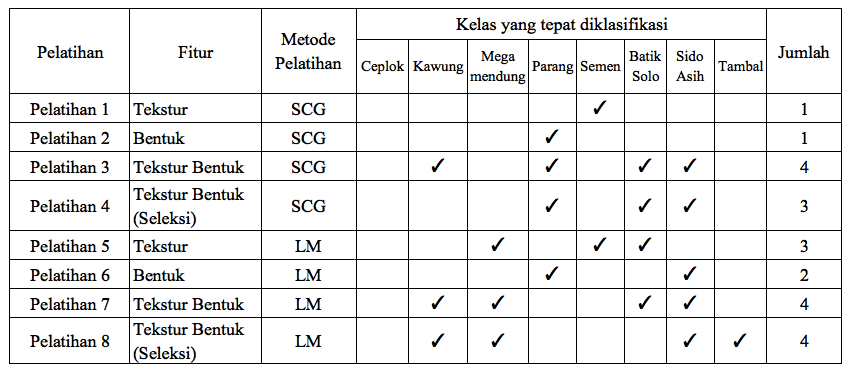 Pelatihan Fitur Metode Pelatihan Kelas yang tepat diklasifikasi Jumlah
Ceplok Kawung Mega mendung Parang Semen Batik Solo Sido Asih Tambal
Pelatihan 1 Tekstur SCG ✓ 1
Pelatihan 2 Bentuk SCG ✓ 1
Pelatihan 3 Tekstur Bentuk SCG ✓ ✓ ✓ ✓ 4
Pelatihan 4 Tekstur Bentuk (Seleksi) SCG ✓ ✓ ✓ 3
Pelatihan 5 Tekstur LM ✓ ✓ ✓ 3
Pelatihan 6 Bentuk LM ✓ ✓ 2
Pelatihan 7 Tekstur Bentuk LM ✓ ✓ ✓ ✓ 4
Pelatihan 8 Tekstur Bentuk (Seleksi) LM ✓ ✓ ✓ ✓ 4